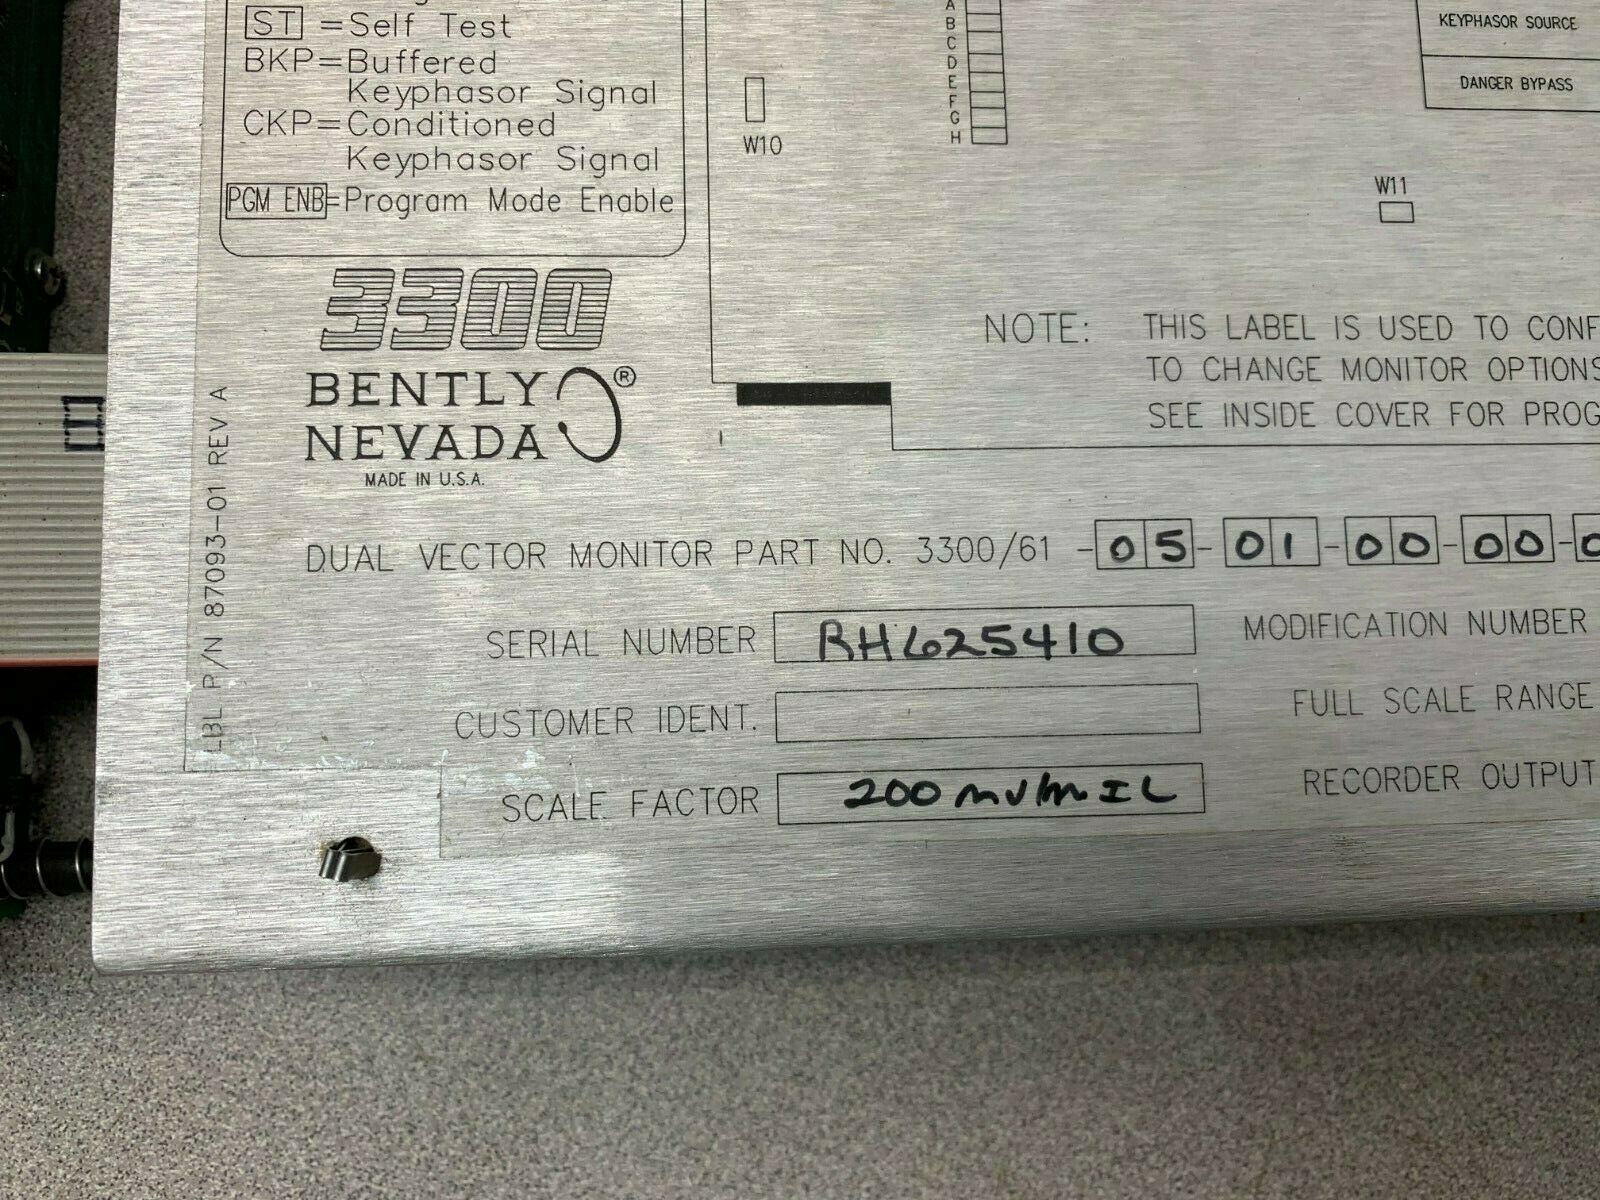 ST =Self Test
BKP=Buffered
Keyphasor Signal
CKP=Conditioned
Keyphasor Signal
PGM ENB=Program Mode Enable
3300
BENTLY
NEVADA ®
MADE IN U.S.A.
LBL P/N 87093-01 REV A
W10
A
B
C
D
E
F
G
H
KEYPHASOR SOURCE
DANGER BYPASS
W11
NOTE: THIS LABEL IS USED TO CONF
TO CHANGE MONITOR OPTIONS
SEE INSIDE COVER FOR PROG
DUAL VECTOR MONITOR PART NO. 3300/61 -05-01-00-00-0
SERIAL NUMBER RH625410 MODIFICATION NUMBER
CUSTOMER IDENT. FULL SCALE RANGE
SCALE FACTOR 200 mv/mIL RECORDER OUTPUT